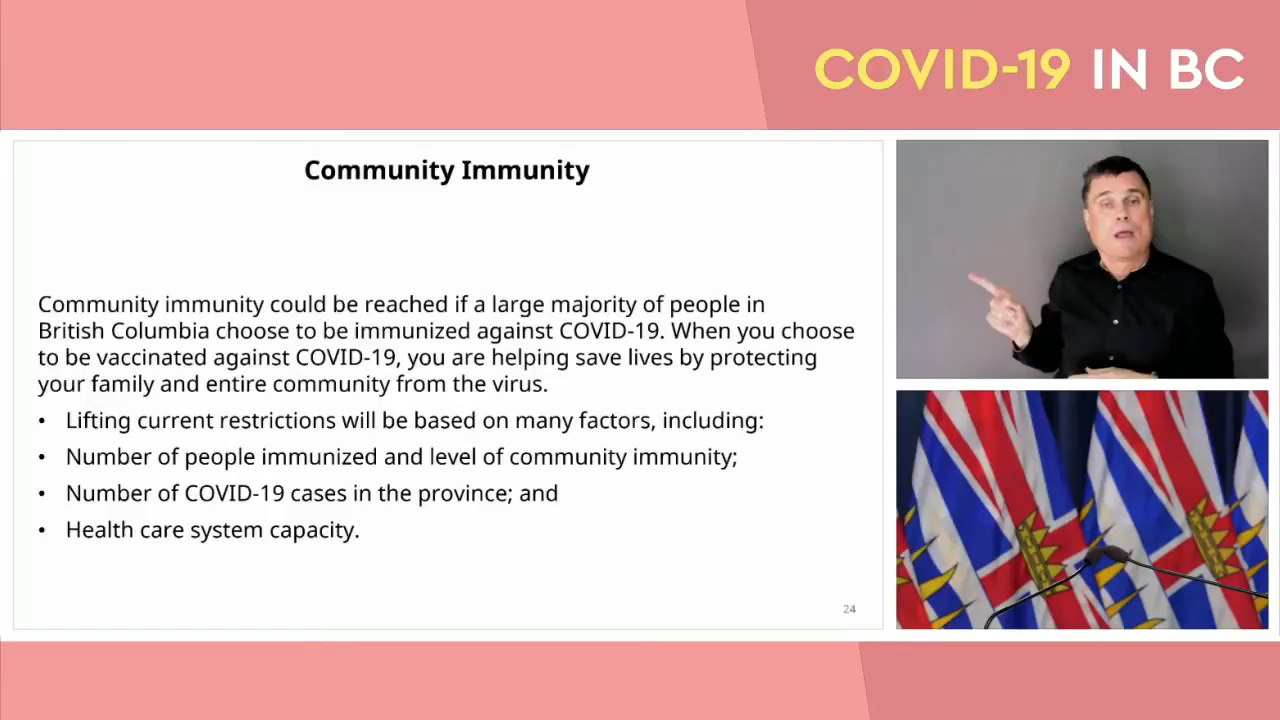 COVID-19 IN BC
Community Immunity
Community immunity could be reached if a large majority of people in
British Columbia choose to be immunized against COVID-19. When you choose
to be vaccinated against COVID-19, you are helping save lives by protecting
your family and entire community from the virus.
• Lifting current restrictions will be based on many factors, including:
• Number of people immunized and level of community immunity;
• Number of COVID-19 cases in the province; and
• Health care system capacity.
24